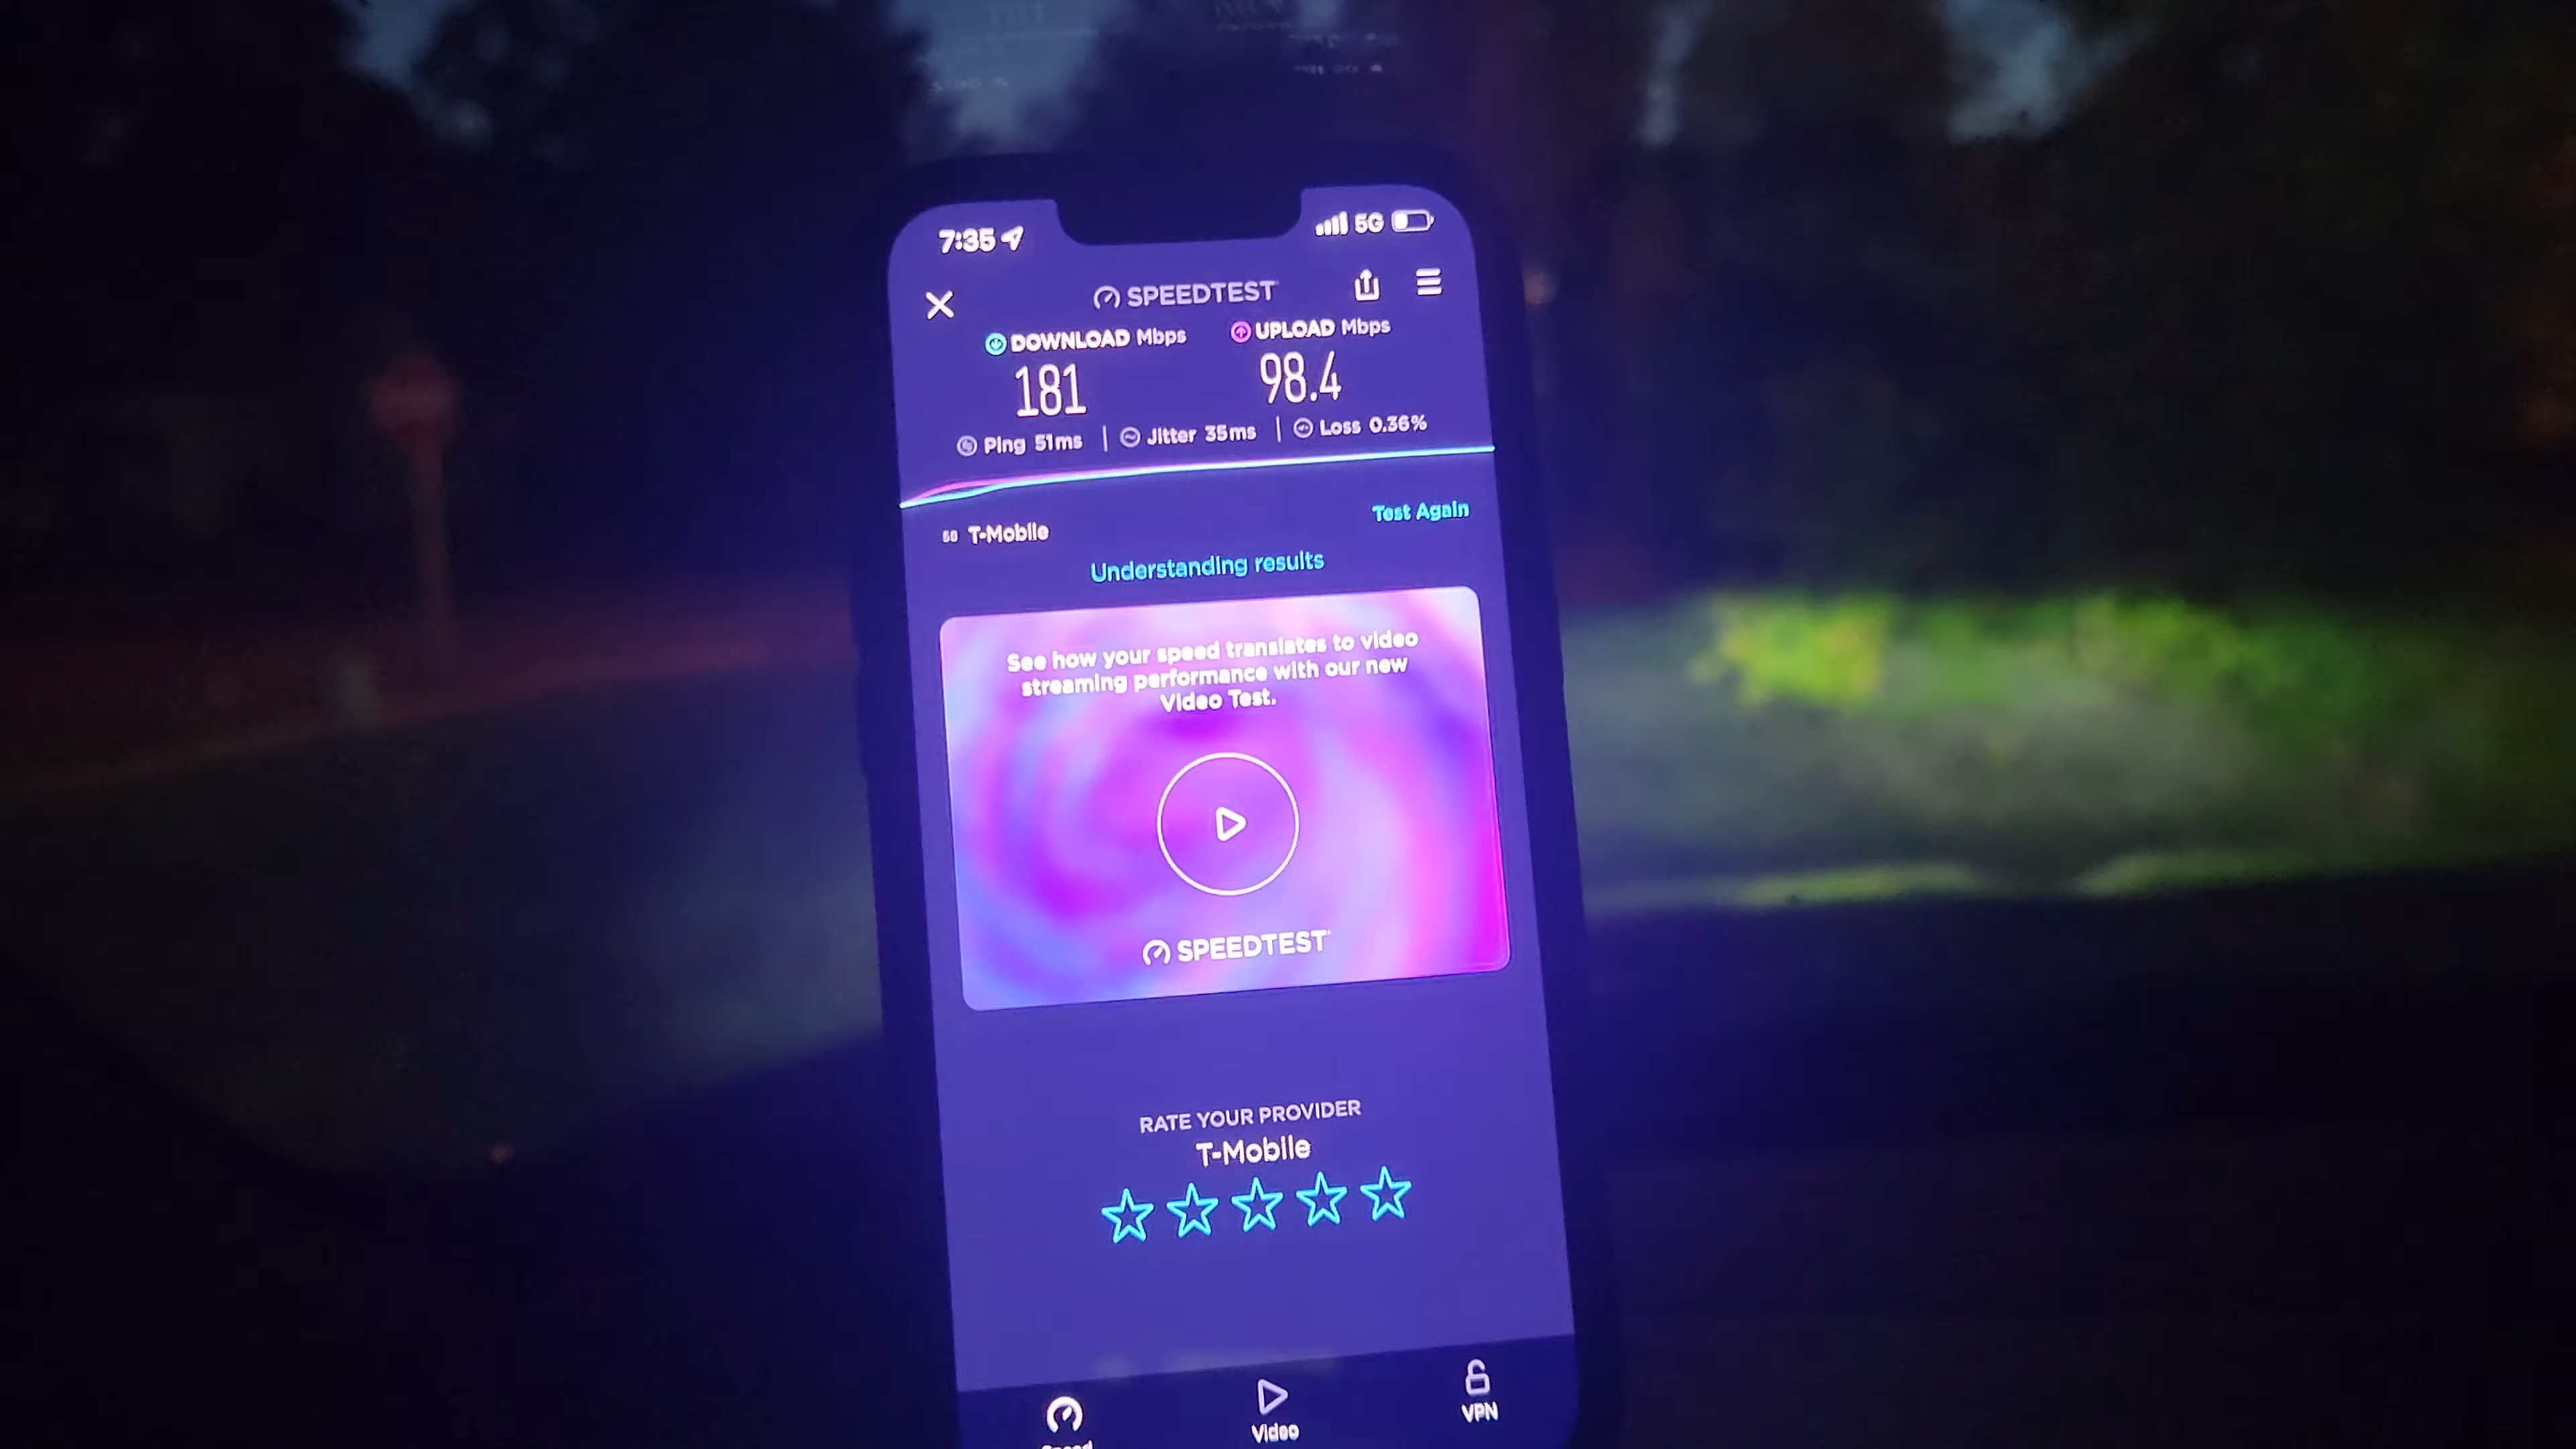 7:35 5G
SPEEDTEST
DOWNLOAD Mbps UPLOAD Mbps
181 98.4
Ping 51ms Jitter 35ms Loss 0.36%
5G T-Mobile Test Again
Understanding results
See how your speed translates to video
streaming performance with our new
Video Test.
SPEEDTEST
RATE YOUR PROVIDER
T-Mobile
Video VPN